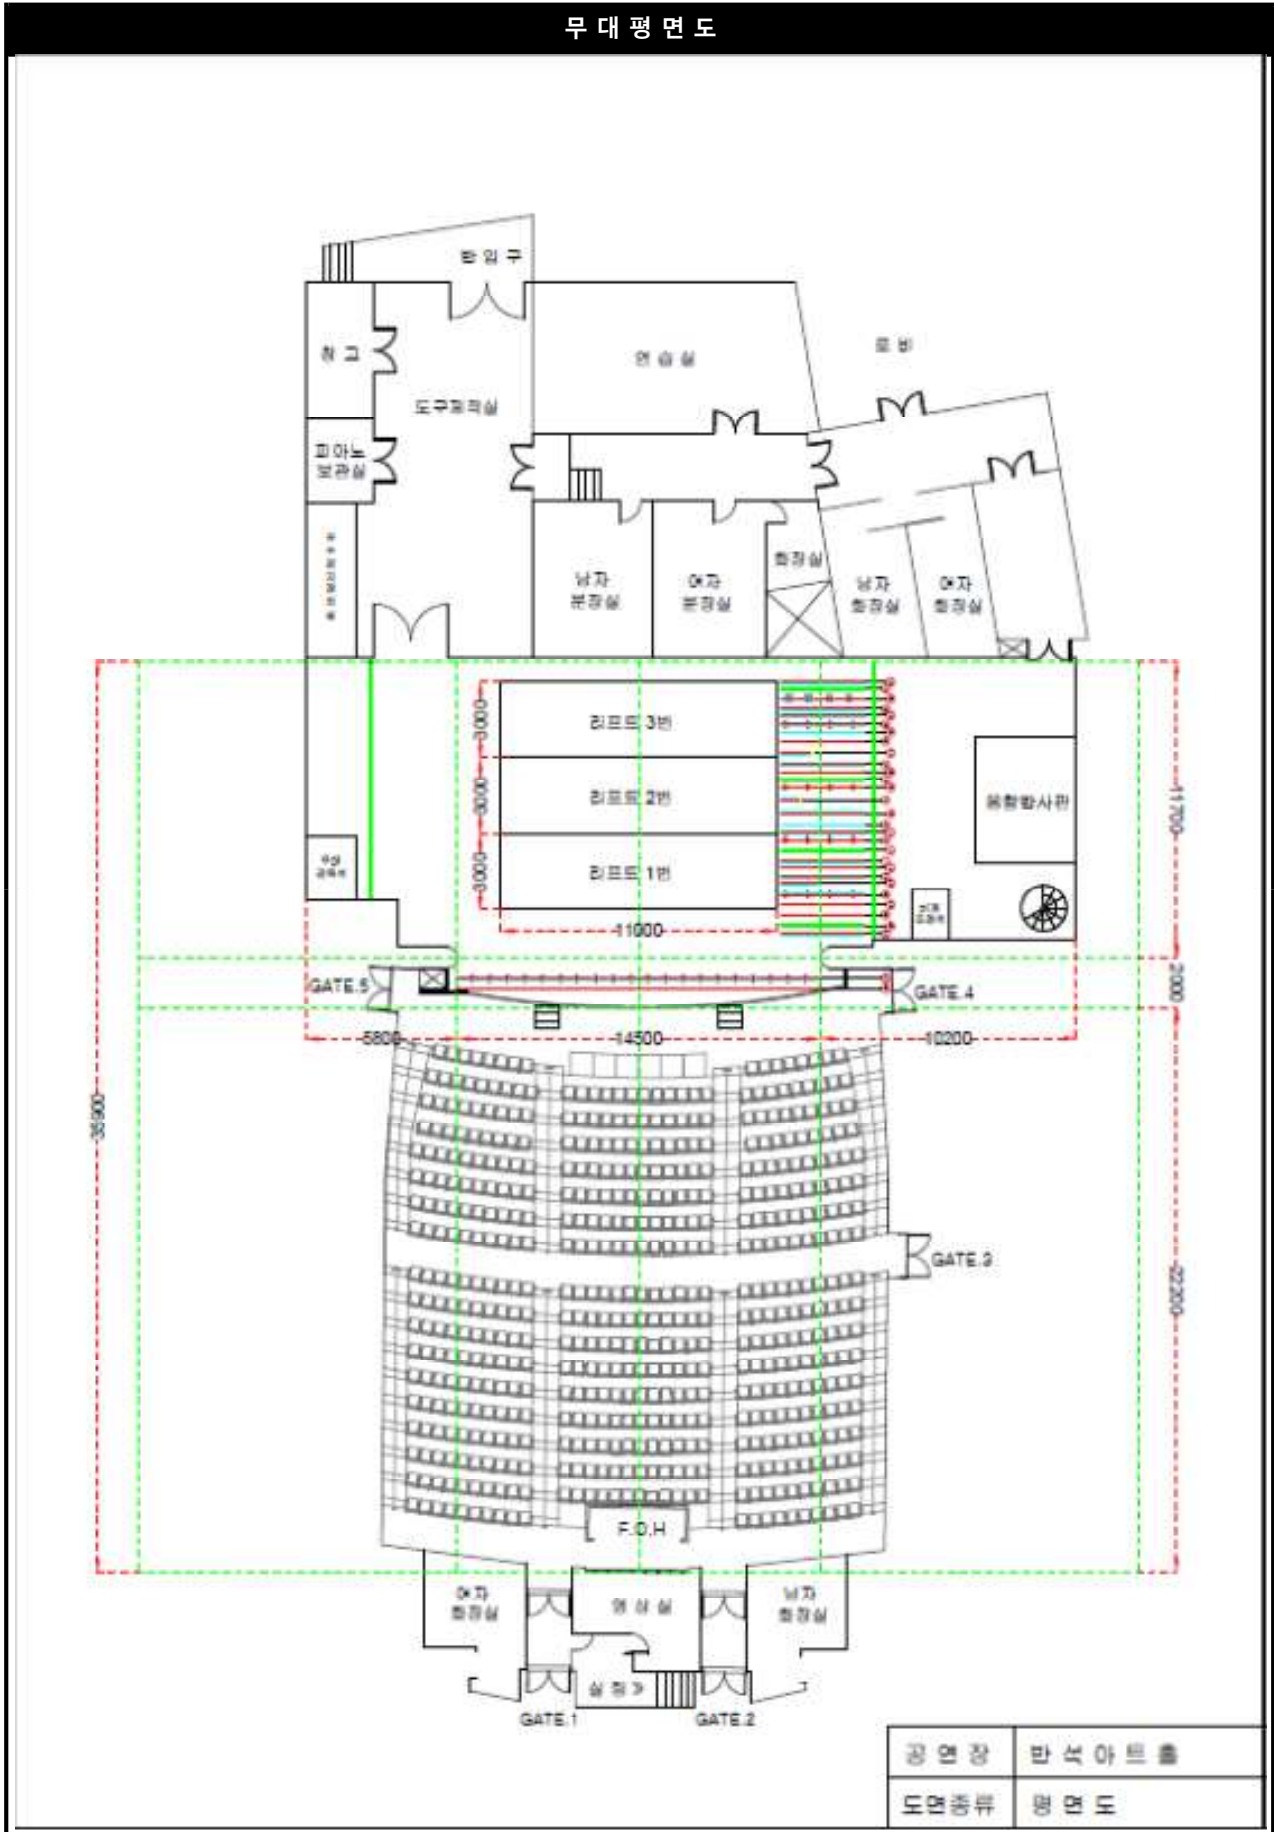 무 대 평 면 도
반 입 구
창 고
연 습 실
로 비
도구제작실
피아노
보관실
화장실
남자
분장실
여자
분장실
남자
화장실
여자
화장실
리프트 3번
3000
리프트 2번
3000
음향반사판
11700
리프트 1번
3000
11000
GATE.5
GATE.4
2000
5800
14500
10200
35900
GATE.3
22200
F.O.H
여자
화장실
영 상 실
남자
화장실
GATE.1
GATE.2
공 연 장
반 석 아 트 홀
도면종류
평 면 도